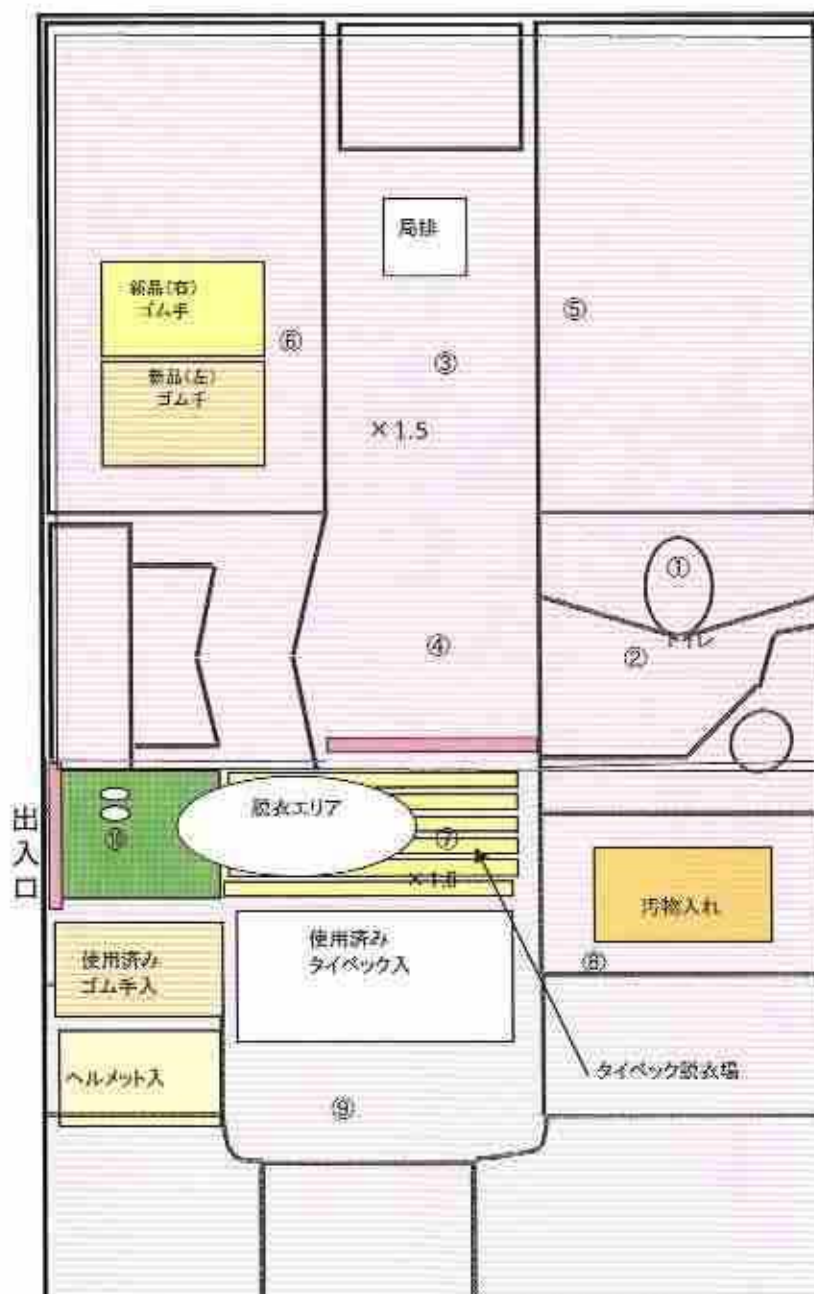 局排
⑤
新品(右)
ゴム手
⑥
③
新品(左)
ゴム手
×1.5
①
トイレ
④
②
出入口
脱衣エリア
⑩
⑦
×1.6
汚物入れ
使用済み
ゴム手入
使用済み
タイベック入
⑧
ヘルメット入
タイベック脱衣場
⑨